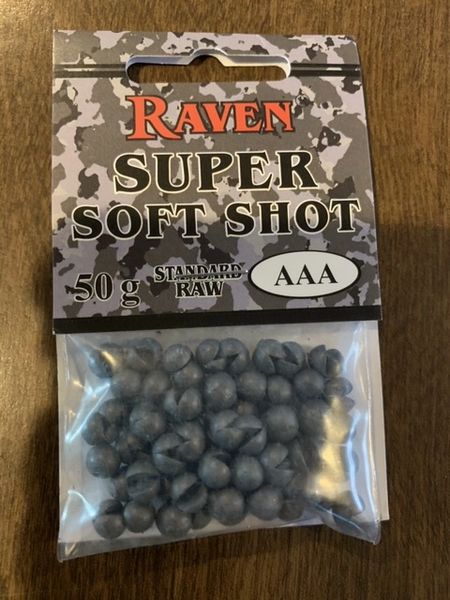 RAVEN®
SUPER
SOFT SHOT
50 g STANDARD AAA
RAW